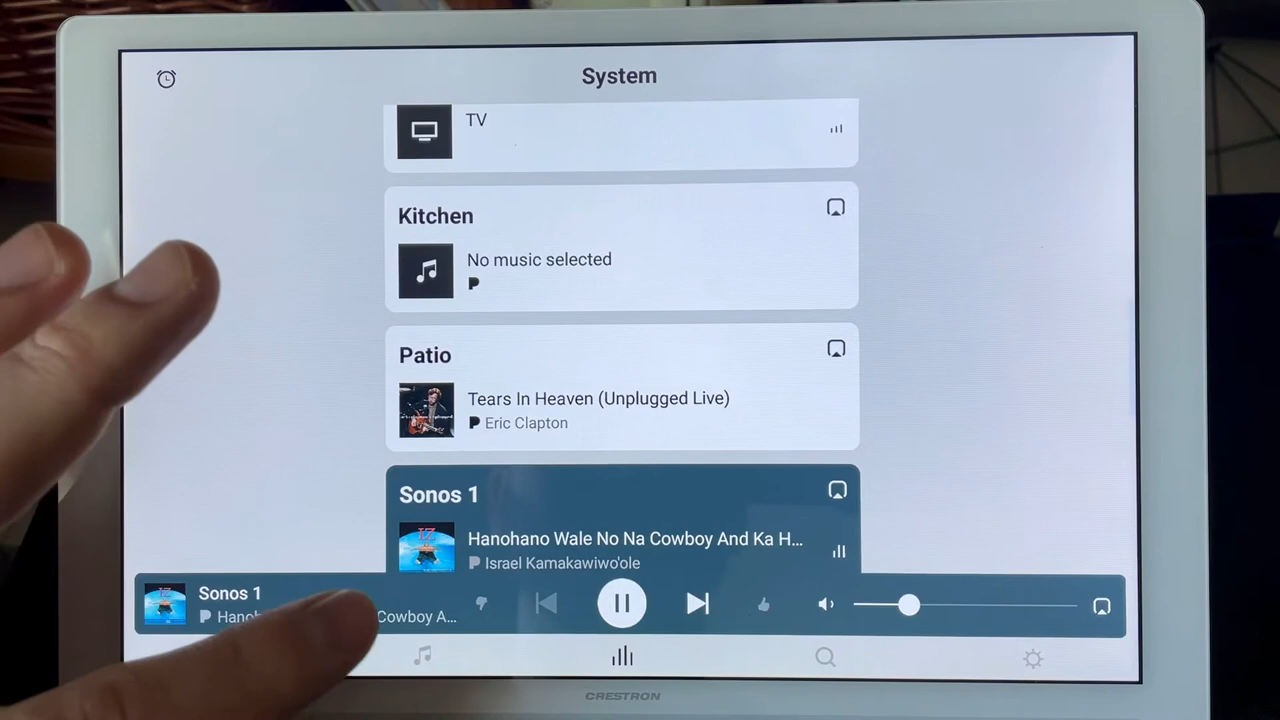 System
TV
Kitchen
No music selected
Patio
Tears In Heaven (Unplugged Live)
Eric Clapton
Sonos 1
IZ
Hanohano Wale No Na Cowboy And Ka H...
Israel Kamakawiwo'ole
Sonos 1
Cowboy A...
CRESTRON